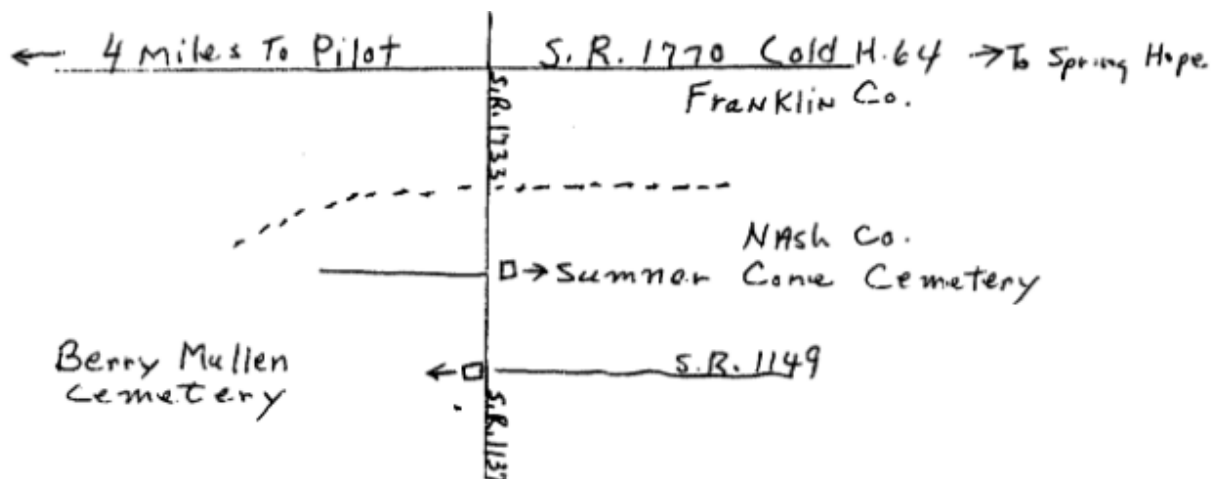 ← 4 Miles To Pilot
S.R. 1770 Cold H.64 → To Spring Hope.
Franklin Co.
S.R. 1733
Nash Co.
Sumner Cone Cemetery
Berry Mullen
Cemetery
S.R. 1149
S.R. 1137